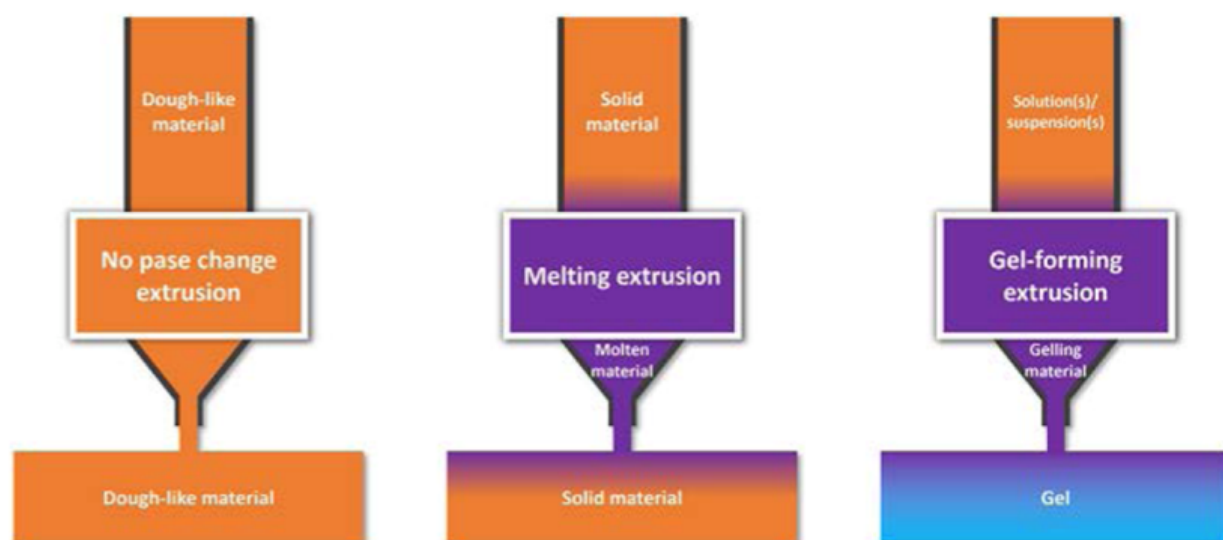 Dough-like
material
No pase change
extrusion
Dough-like material
Solid
material
Melting extrusion
Molten
material
Solid material
Solution(s)/
suspension(s)
Gel-forming
extrusion
Gelling
material
Gel